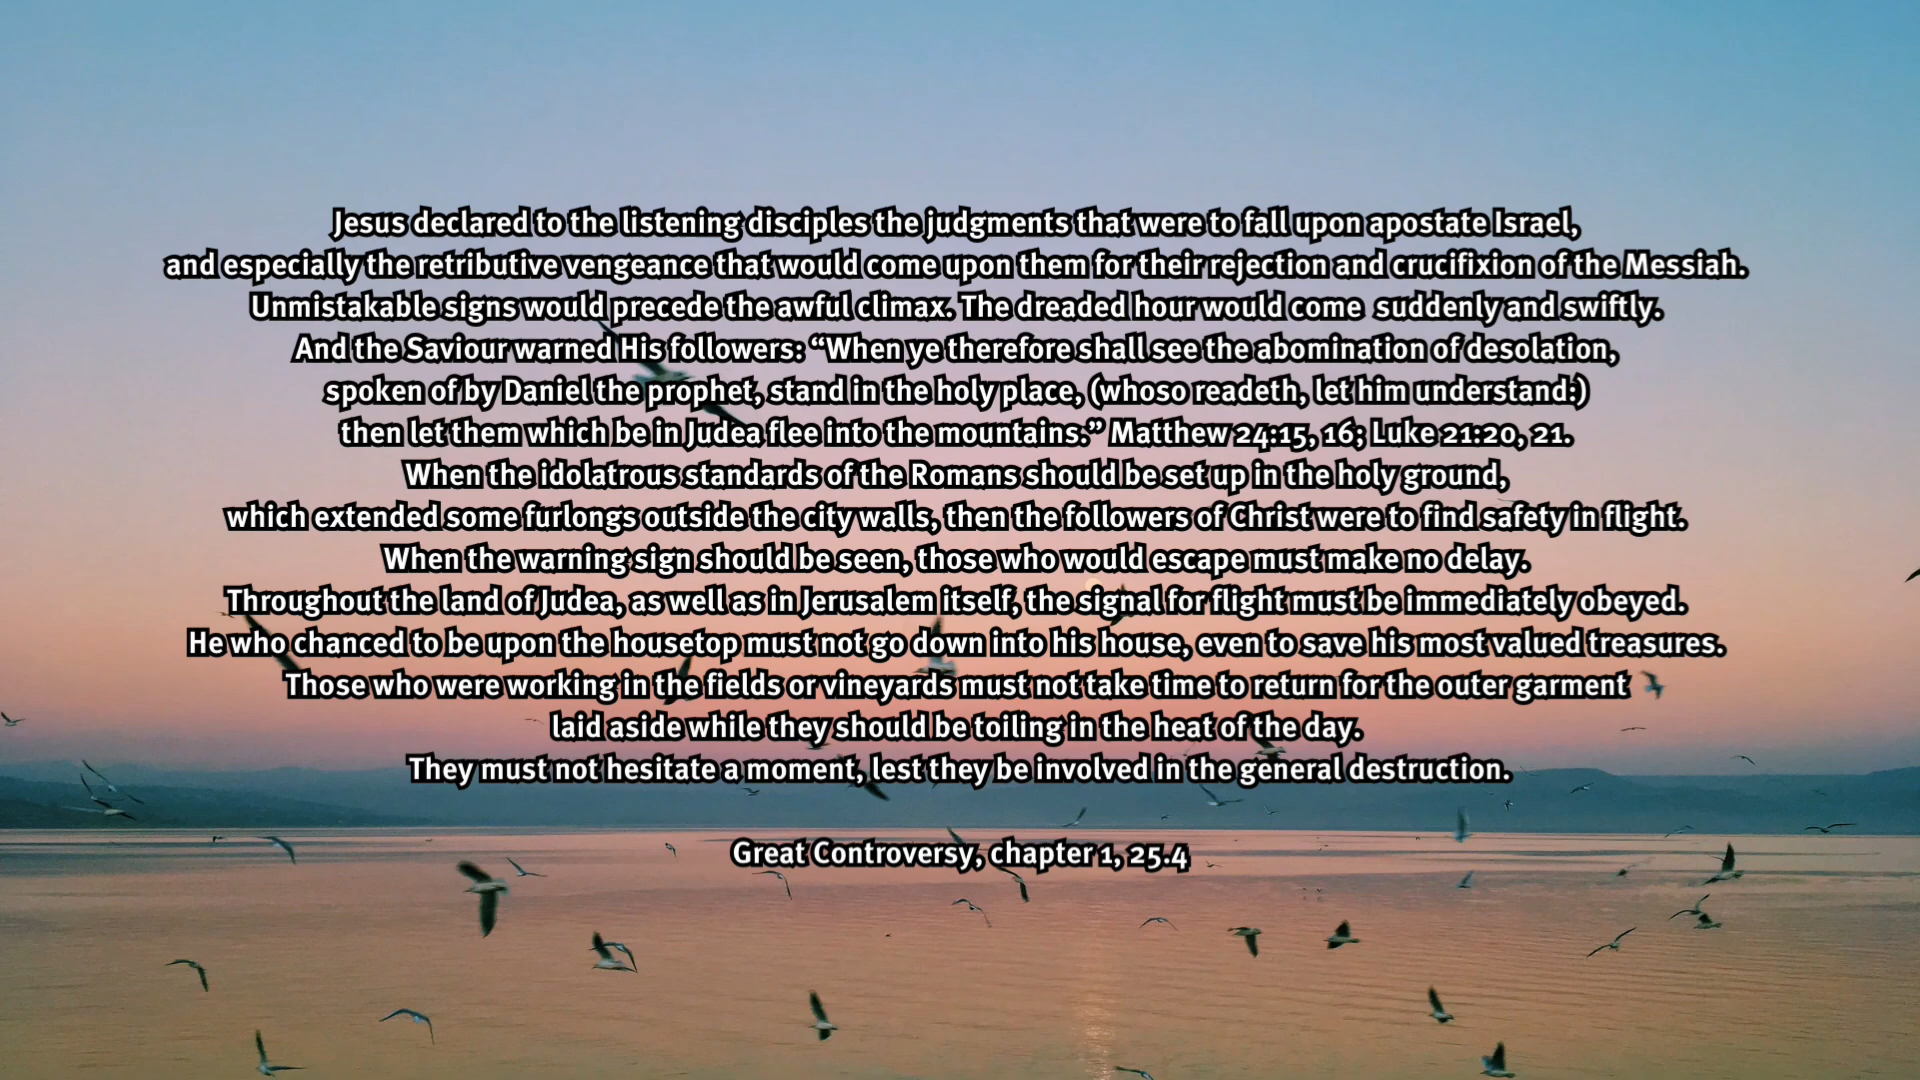 Jesus declared to the listening disciples the judgments that were to fall upon apostate Israel,
and especially the retributive vengeance that would come upon them for their rejection and crucifixion of the Messiah.
Unmistakable signs would precede the awful climax. The dreaded hour would come  suddenly and swiftly.
And the Saviour warned His followers: “When ye therefore shall see the abomination of desolation,
spoken of by Daniel the prophet, stand in the holy place, (whoso readeth, let him understand:)
then let them which be in Judea flee into the mountains.” Matthew 24:15, 16; Luke 21:20, 21.
When the idolatrous standards of the Romans should be set up in the holy ground,
which extended some furlongs outside the city walls, then the followers of Christ were to find safety in flight.
When the warning sign should be seen, those who would escape must make no delay.
Throughout the land of Judea, as well as in Jerusalem itself, the signal for flight must be immediately obeyed.
He who chanced to be upon the housetop must not go down into his house, even to save his most valued treasures.
Those who were working in the fields or vineyards must not take time to return for the outer garment
laid aside while they should be toiling in the heat of the day.
They must not hesitate a moment, lest they be involved in the general destruction.
Great Controversy, chapter 1, 25.4